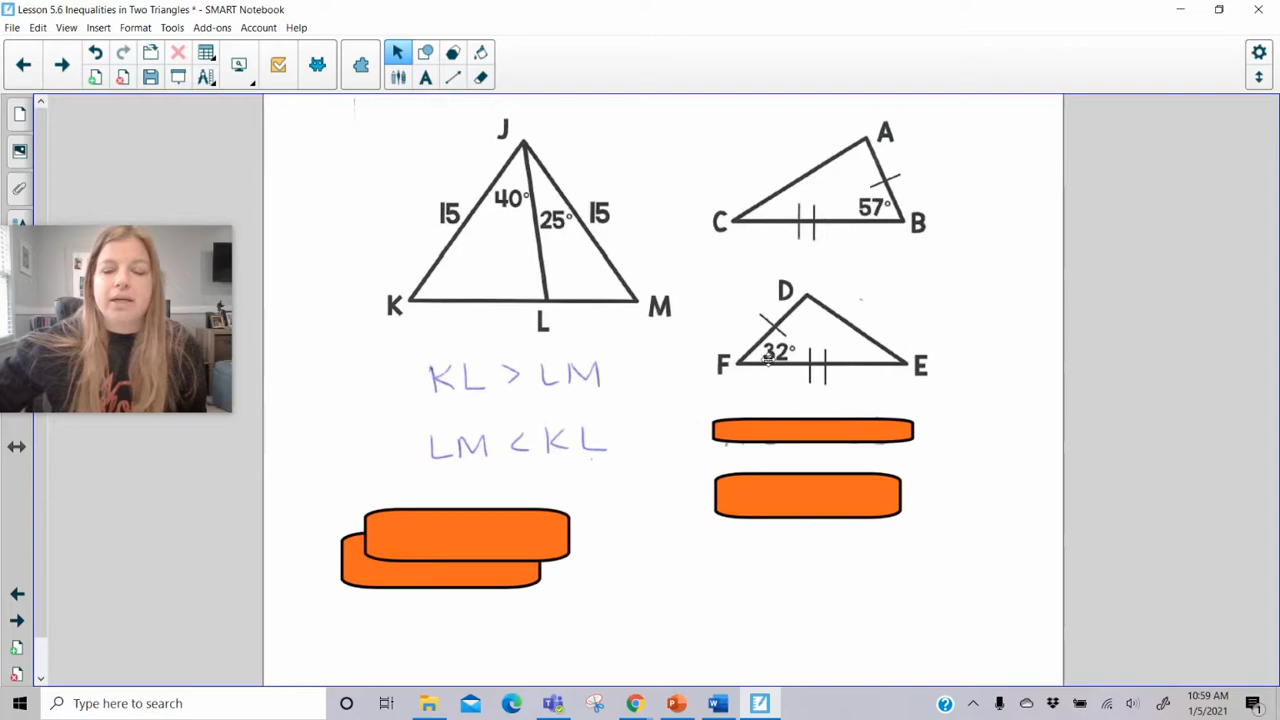 Lesson 5.6 Inequalities in Two Triangles * - SMART Notebook
File Edit View Insert Format Tools Add-ons Account Help
J
40°
25°
15
15
K
L
M
KL > LM
LM < KL
A
C
57°
B
D
F
32°
E
Type here to search
10:59 AM
1/5/2021